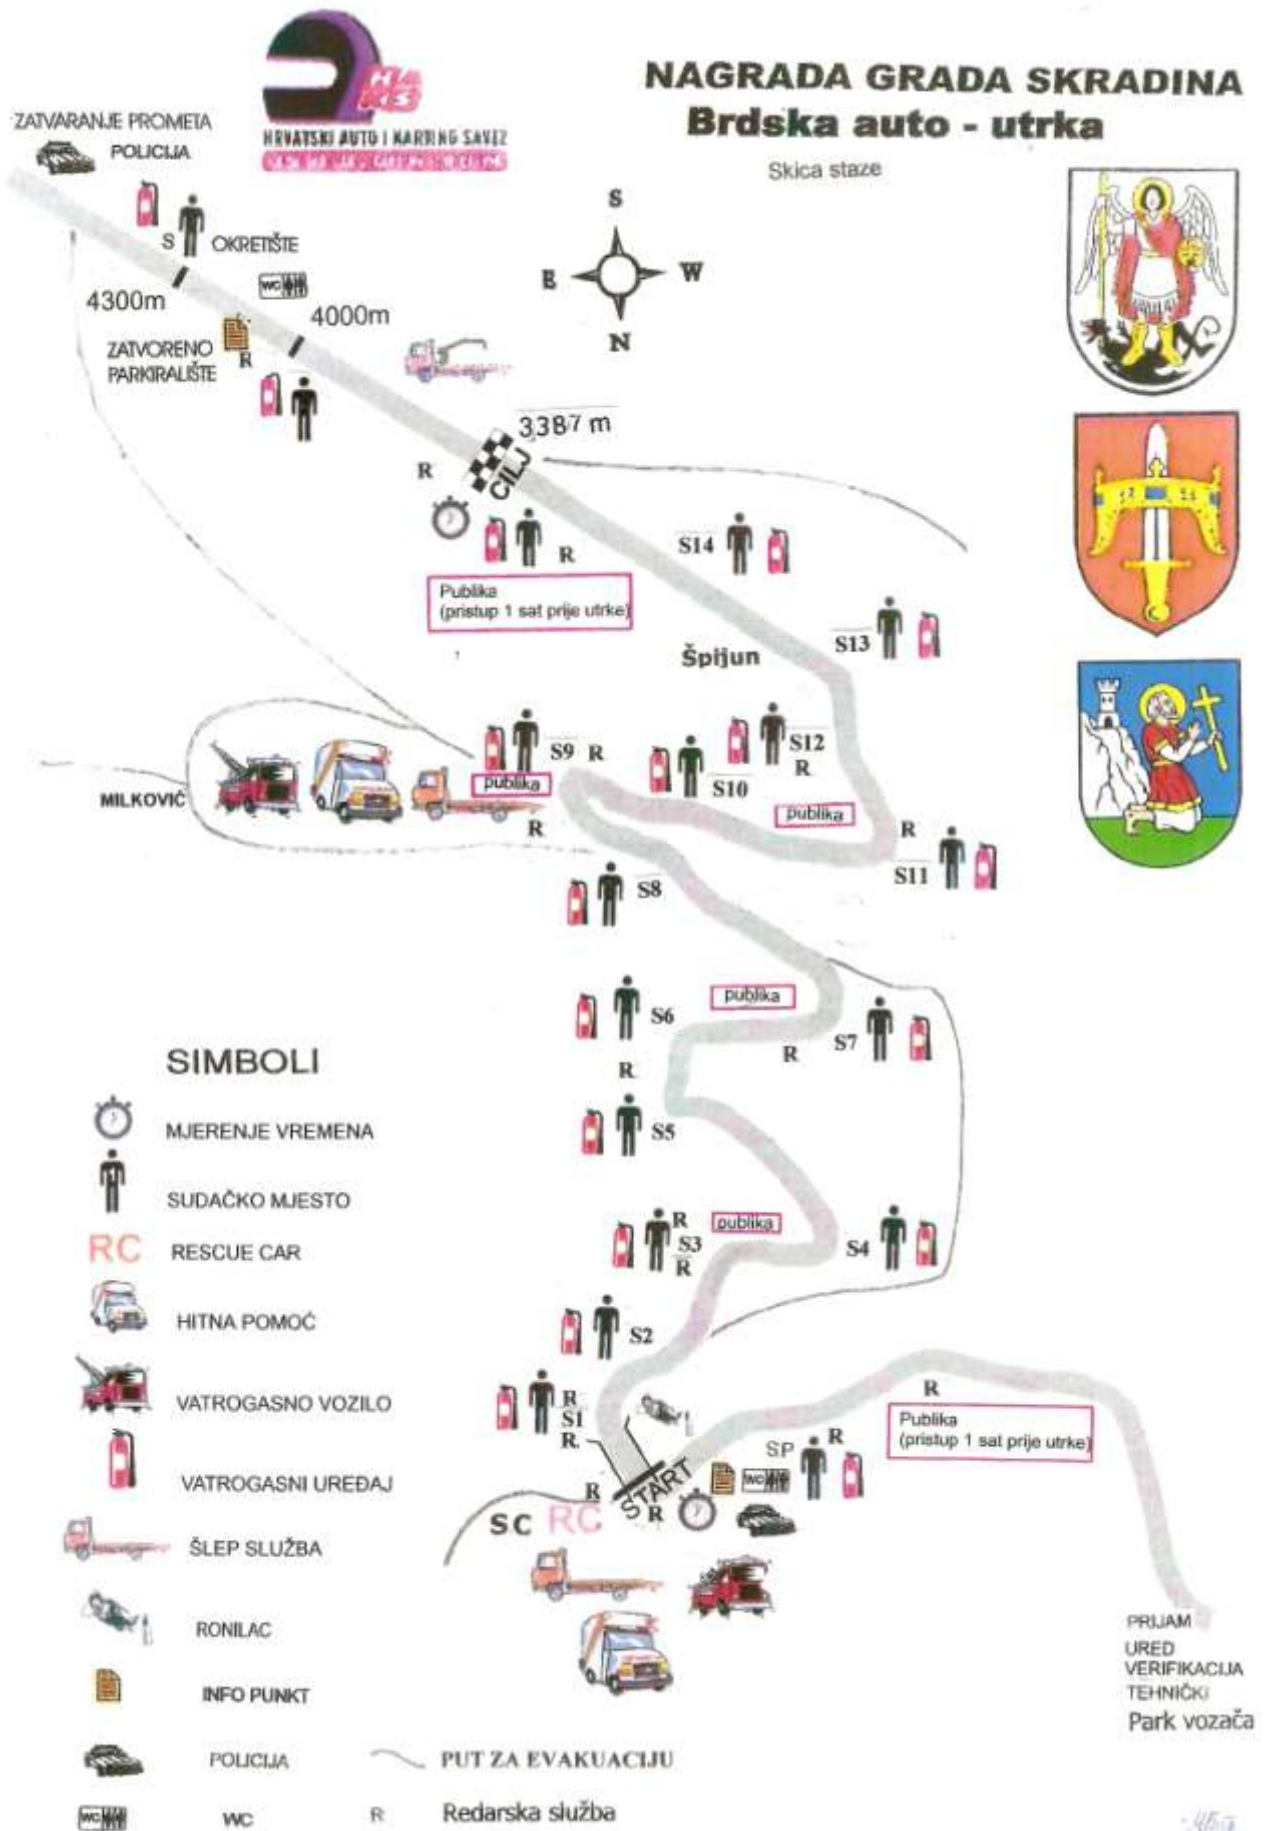 NAGRADA GRADA SKRADINA
Brdska auto - utrka
Skica staze
HRVATSKI AUTO I KARTING SAVEZ
ZATVARANJE PROMETA
POLICIJA
S
OKRETIŠTE
4300m
WC
4000m
ZATVORENO
PARKIRALIŠTE
R
S
E
W
N
3387 m
CILJ
R
R
Publika
(pristup 1 sat prije utrke)
S14
S13
Špijun
S12
R
S9
R
S10
publika
publika
MILKOVIĆ
R
R
S11
S8
publika
S6
S7
R
R
S5
R
publika
S3
R
S4
S2
R
S1
R
R
Publika
(pristup 1 sat prije utrke)
SP
R
WC
START
R
R
SC
RC
PRIJAM
URED
VERIFIKACIJA
TEHNIČKI
Park vozača
SIMBOLI
MJERENJE VREMENA
1
SUDAČKO MJESTO
RC
RESCUE CAR
HITNA POMOĆ
VATROGASNO VOZILO
VATROGASNI UREĐAJ
ŠLEP SLUŽBA
RONILAC
INFO PUNKT
POLICIJA
PUT ZA EVAKUACIJU
WC
WC
R
Redarska služba